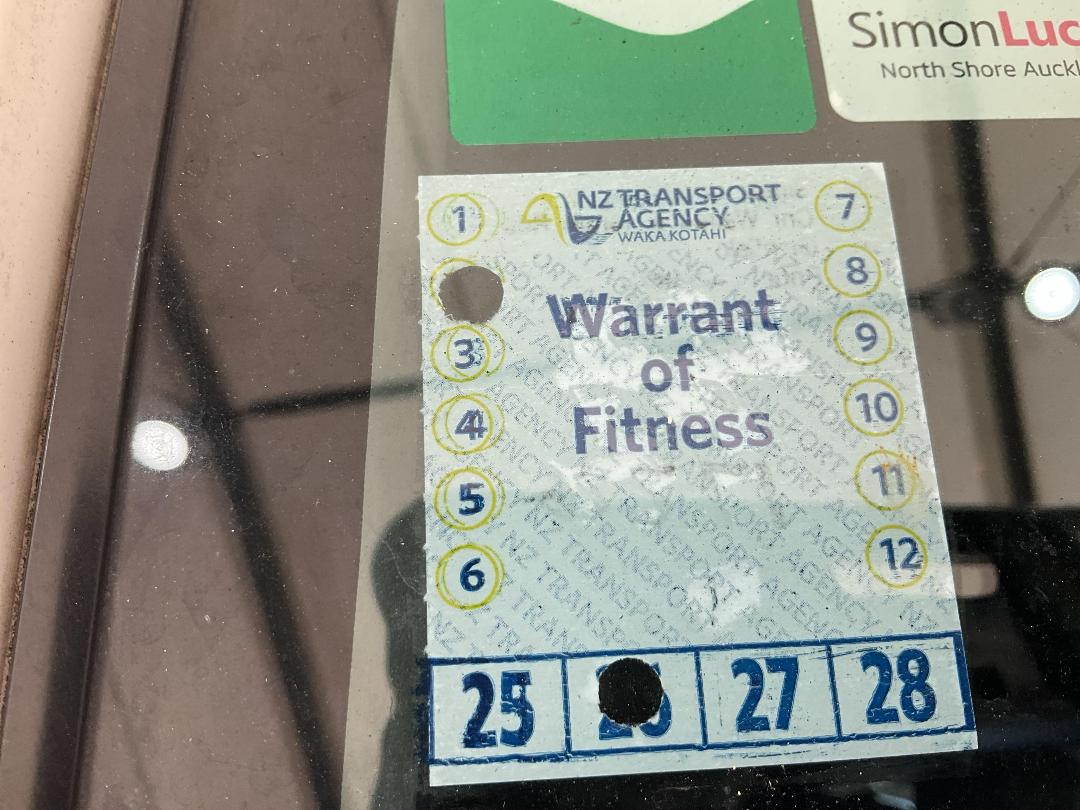 SimonLuc
North Shore Auckl
NZ TRANSPORT
AGENCY
WAKA KOTAHI
Warrant
of
Fitness
1
3
4
5
6
7
8
9
10
11
12
25
27
28